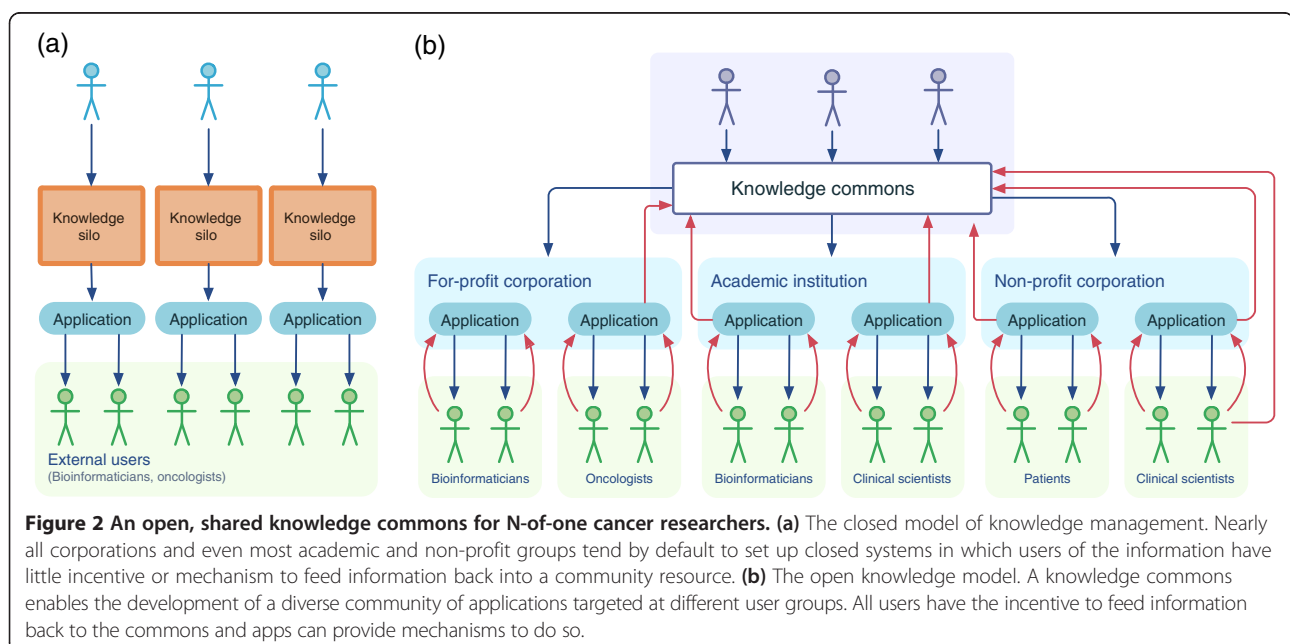 (a)
(b)
Knowledge commons
Knowledge silo
Knowledge silo
Knowledge silo
For-profit corporation
Academic institution
Non-profit corporation
Application
Application
Application
Application
Application
Application
Application
Application
Application
External users
(Bioinformaticians, oncologists)
Bioinformaticians
Oncologists
Bioinformaticians
Clinical scientists
Patients
Clinical scientists
Figure 2 An open, shared knowledge commons for N-of-one cancer researchers. (a) The closed model of knowledge management. Nearly
all corporations and even most academic and non-profit groups tend by default to set up closed systems in which users of the information have
little incentive or mechanism to feed information back into a community resource. (b) The open knowledge model. A knowledge commons
enables the development of a diverse community of applications targeted at different user groups. All users have the incentive to feed information
back to the commons and apps can provide mechanisms to do so.